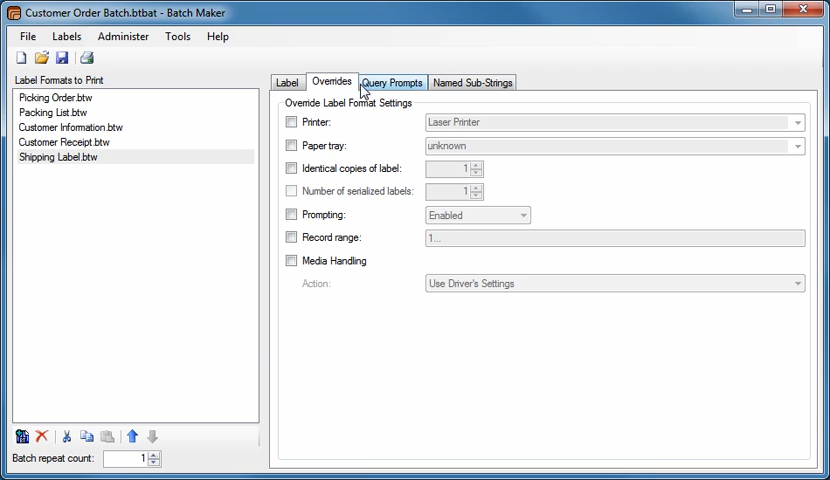 Customer Order Batch.btbat - Batch Maker
File Labels Administer Tools Help
Label Formats to Print
Picking Order.btw
Packing List.btw
Customer Information.btw
Customer Receipt.btw
Shipping Label.btw
Batch repeat count: 1
Label Overrides Query Prompts Named Sub-Strings
Override Label Format Settings
Printer: Laser Printer
Paper tray: unknown
Identical copies of label: 1
Number of serialized labels: 1
Prompting: Enabled
Record range: 1...
Media Handling
Action: Use Driver's Settings